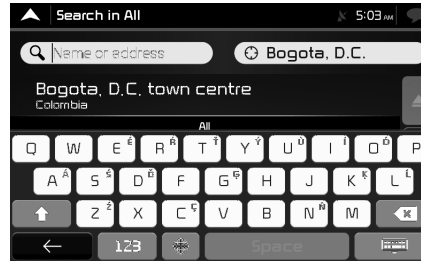 Search in All 5:03 AM
Name or address Bogota, D.C.
Bogota, D.C. town centre
Colombia
All
Q W E É R Ř T Ť Y Ý U Ů I Í O Ó P
A Á S Š D Ď F G Ğ H J K Ķ L Ĺ
Z Ž X C Ç V B N Ñ M
123 Space